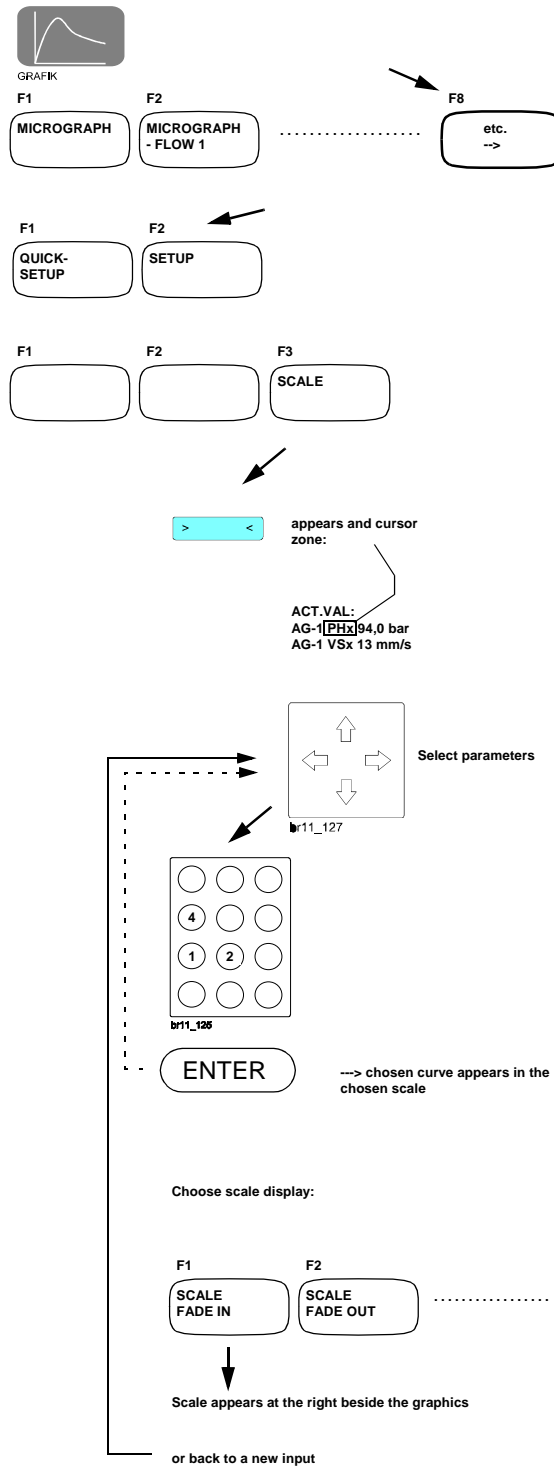 GRAFIK
F1 F2 F8
MICROGRAPH
MICROGRAPH
- FLOW 1
....................
etc.
-->
F1 F2
QUICK-
SETUP
SETUP
F1 F2 F3
SCALE
> <
appears and cursor
zone:
ACT.VAL:
AG-1 PHx 94,0 bar
AG-1 VSx 13 mm/s
Select parameters
br11_127
4
1 2
br11_125
ENTER
---> chosen curve appears in the
chosen scale
Choose scale display:
F1 F2
SCALE
FADE IN
SCALE
FADE OUT
................
Scale appears at the right beside the graphics
or back to a new input